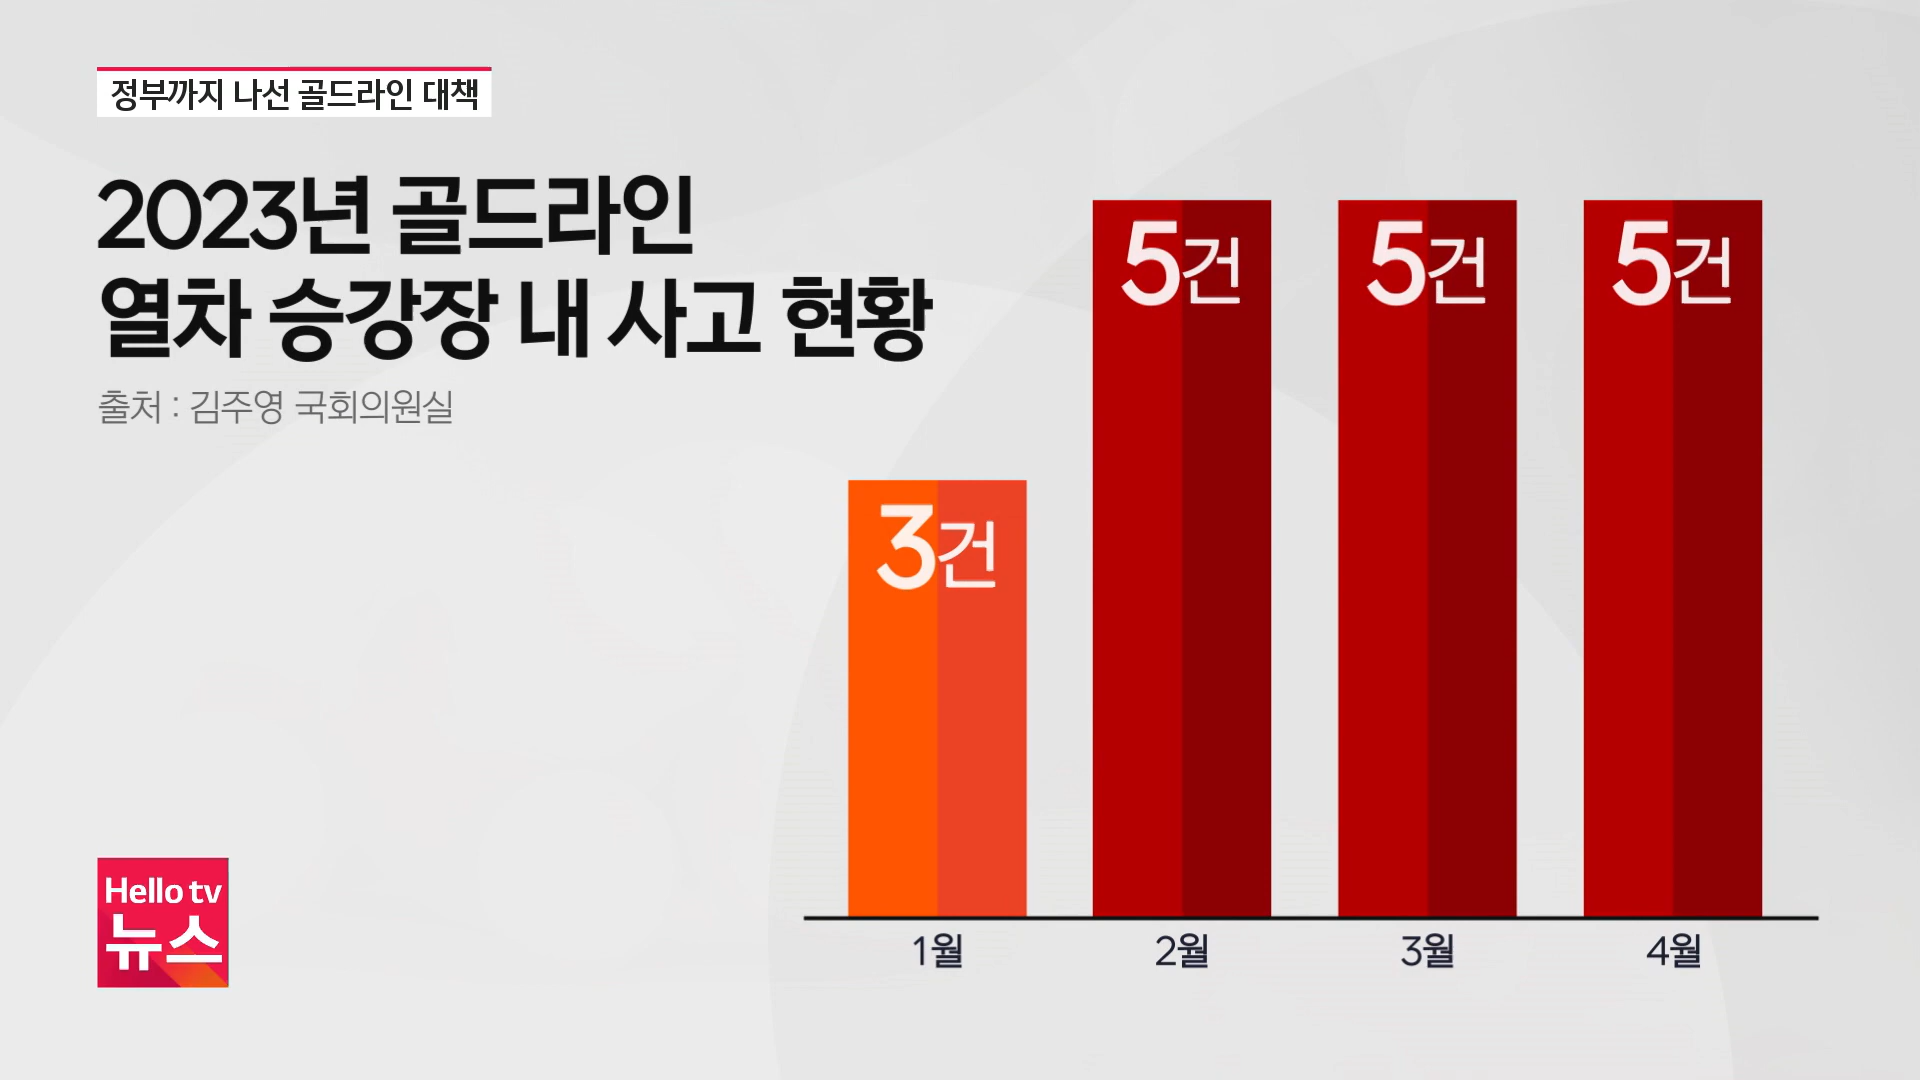 정부까지 나선 골드라인 대책
2023년 골드라인
열차 승강장 내 사고 현황
출처 : 김주영 국회의원실
3건
5건
5건
5건
1월
2월
3월
4월
Hello tv
뉴스